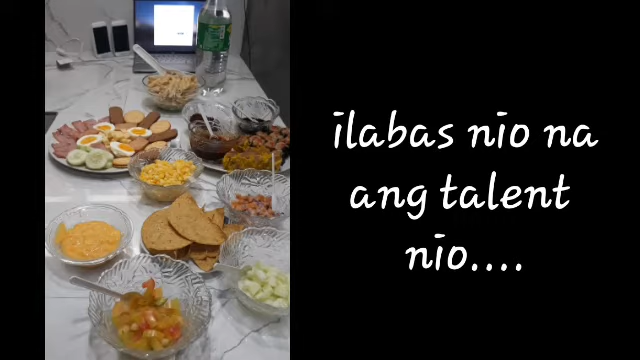 ilabas nio na
ang talent
nio....